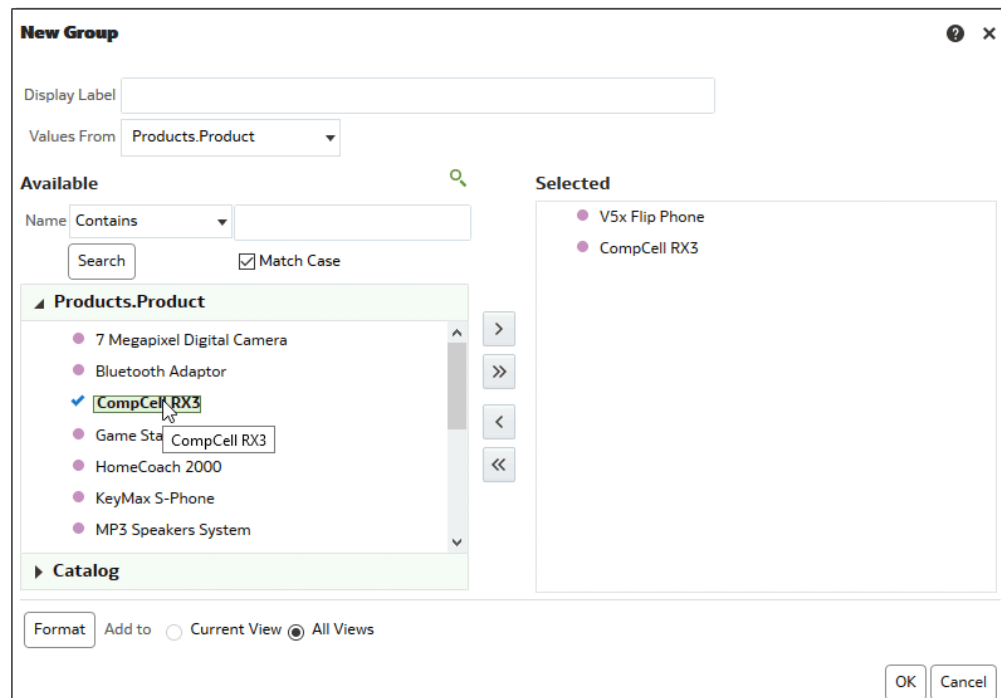 New Group
Display Label
Values From Products.Product
Available
Selected
Name Contains
Search Match Case
Products.Product
7 Megapixel Digital Camera
Bluetooth Adaptor
CompCell RX3
Game Sta
CompCell RX3
HomeCoach 2000
KeyMax S-Phone
MP3 Speakers System
Catalog
V5x Flip Phone
CompCell RX3
Format Add to Current View All Views
OK Cancel